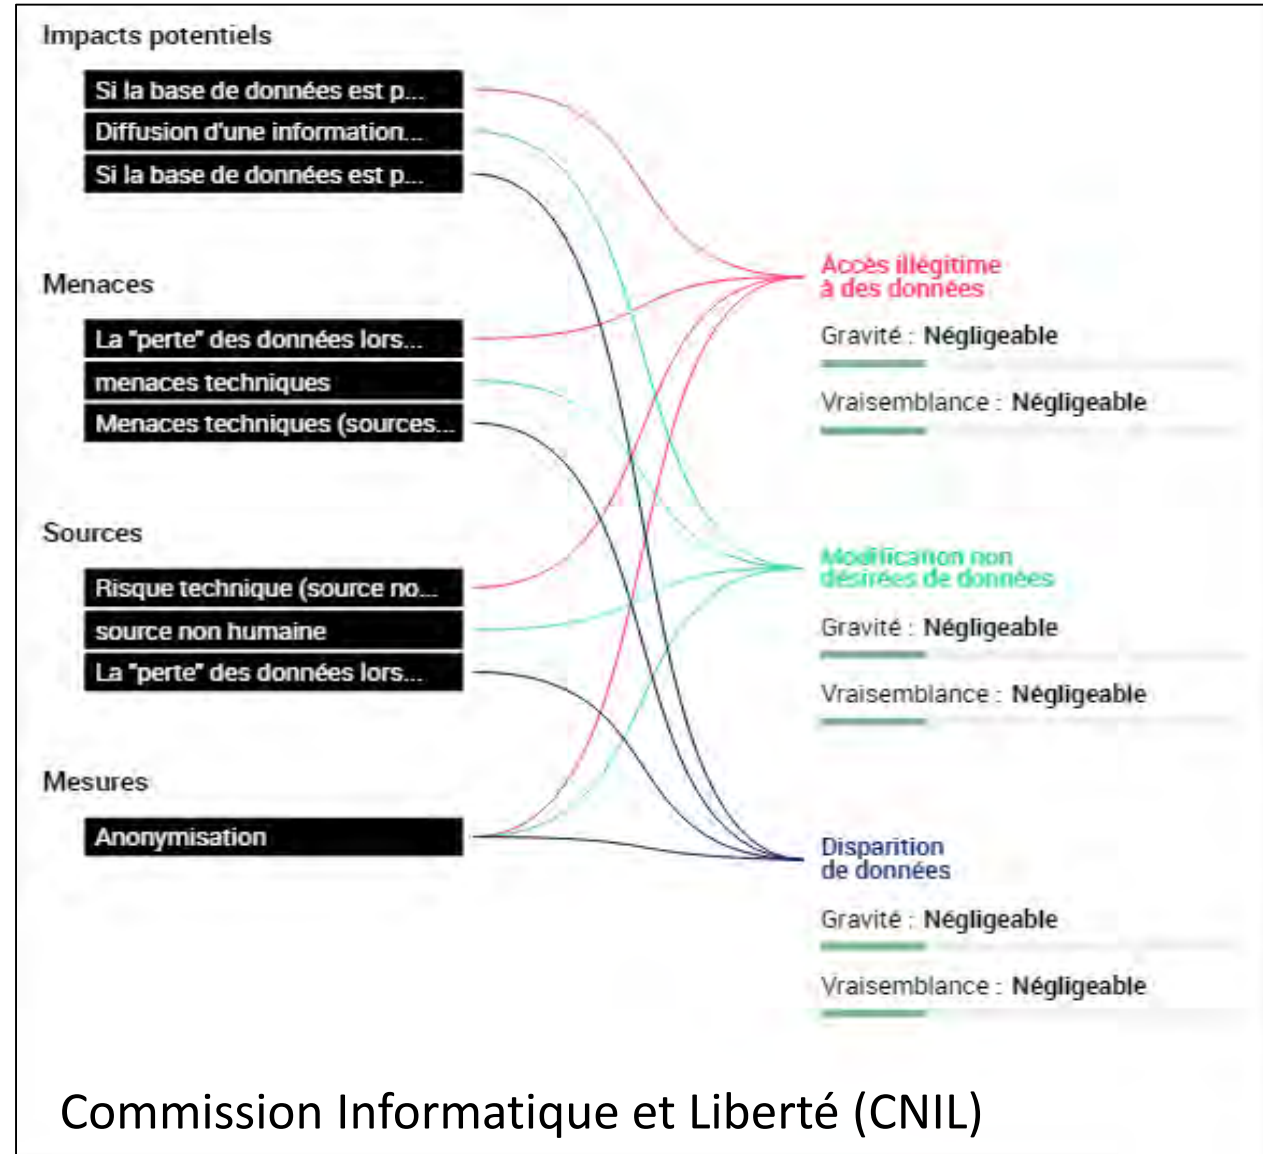 Impacts potentiels
Si la base de données est p...
Diffusion d'une information...
Si la base de données est p...
Menaces
La "perte" des données lors...
menaces techniques
Menaces techniques (sources...
Sources
Risque technique (source no...
source non humaine
La "perte" des données lors...
Mesures
Anonymisation
Accès illégitime
à des données
Gravité : Négligeable
Vraisemblance : Négligeable
Modification non
désirées de données
Gravité : Négligeable
Vraisemblance : Négligeable
Disparition
de données
Gravité : Négligeable
Vraisemblance : Négligeable
Commission Informatique et Liberté (CNIL)